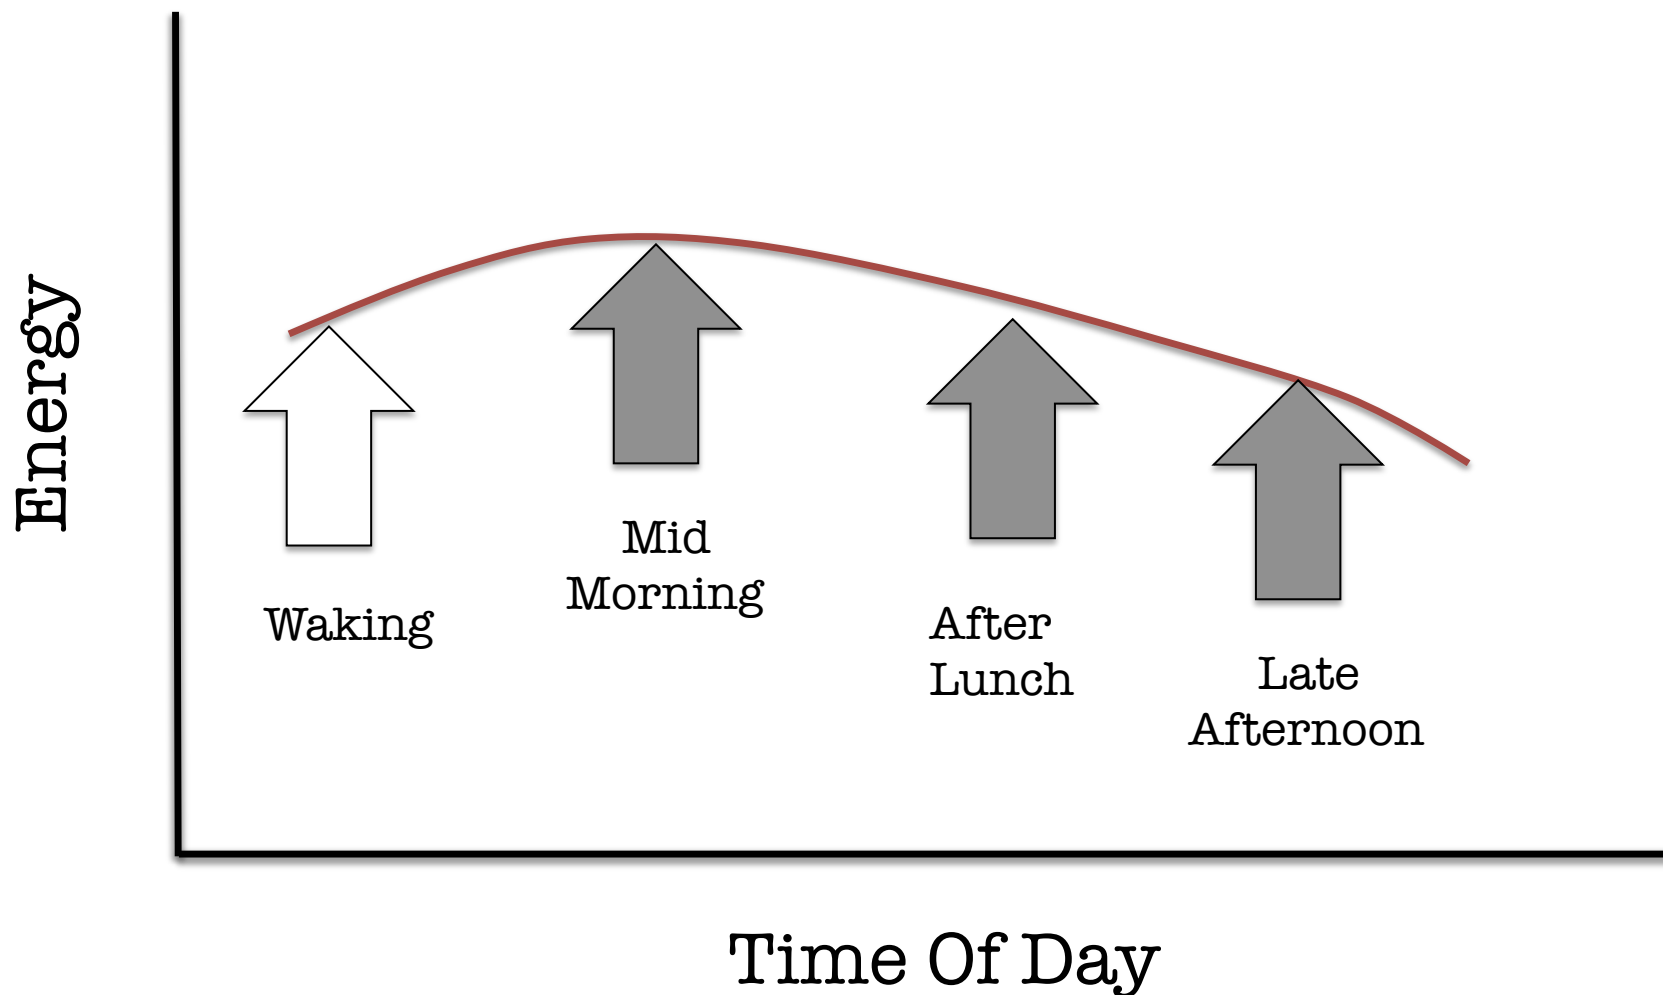 Energy
Waking
Mid
Morning
After
Lunch
Late
Afternoon
Time Of Day